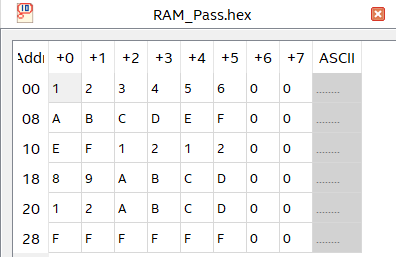 RAM_Pass.hex
Addr +0 +1 +2 +3 +4 +5 +6 +7 ASCII
00 1 2 3 4 5 6 0 0 ........
08 A B C D E F 0 0 ........
10 E F 1 2 1 2 0 0 ........
18 8 9 A B C D 0 0 ........
20 1 2 A B C D 0 0 ........
28 F F F F F F 0 0 ........